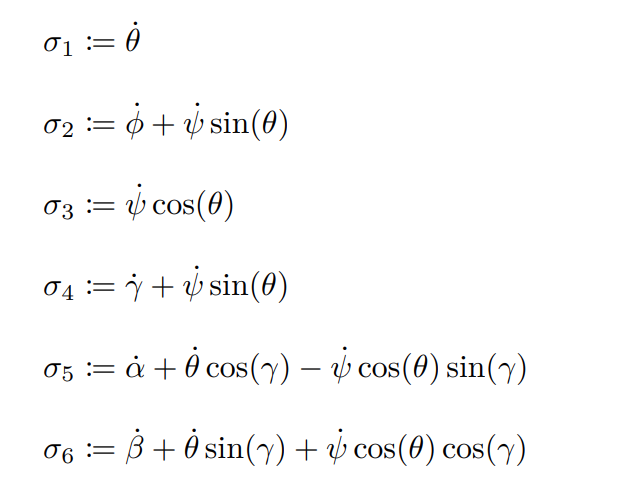 σ₁ := θ̇
σ₂ := ϕ̇ + ψ̇ sin(θ)
σ₃ := ψ̇ cos(θ)
σ₄ := γ̇ + ψ̇ sin(θ)
σ₅ := α̇ + θ̇ cos(γ) − ψ̇ cos(θ) sin(γ)
σ₆ := β̇ + θ̇ sin(γ) + ψ̇ cos(θ) cos(γ)